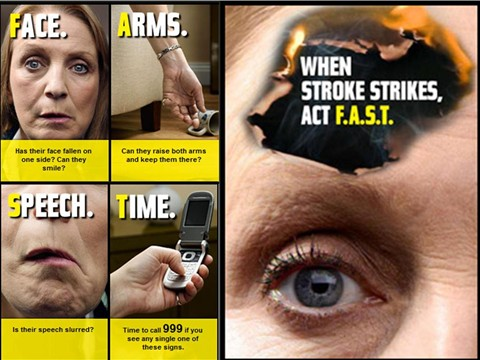 FACE.
Has their face fallen on
one side? Can they
smile?
ARMS.
Can they raise both arms
and keep them there?
SPEECH.
Is their speech slurred?
TIME.
Time to call 999 if you
see any single one
of these signs.
WHEN
STROKE STRIKES,
ACT F.A.S.T.